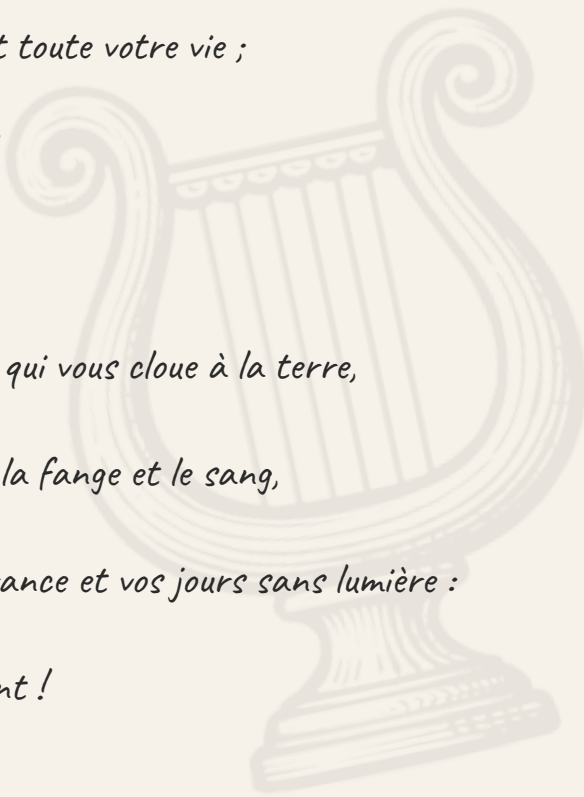 t toute votre vie ;
qui vous cloue à la terre,
la fange et le sang,
ance et vos jours sans lumière :
nt !